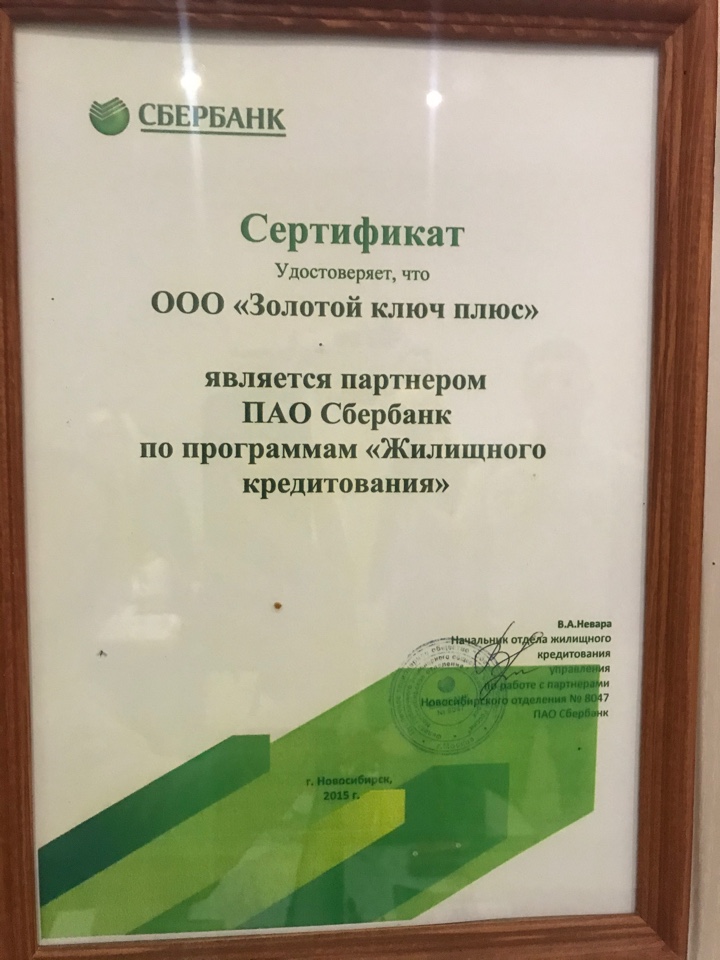 СБЕРБАНК
Сертификат
Удостоверяет, что
ООО «Золотой ключ плюс»
является партнером
ПАО Сбербанк
по программам «Жилищного
кредитования»
В.А.Невара
Начальник отдела жилищного
кредитования
управления
по работе с партнерами
Новосибирского отделения № 8047
ПАО Сбербанк
г. Новосибирск,
2015 г.